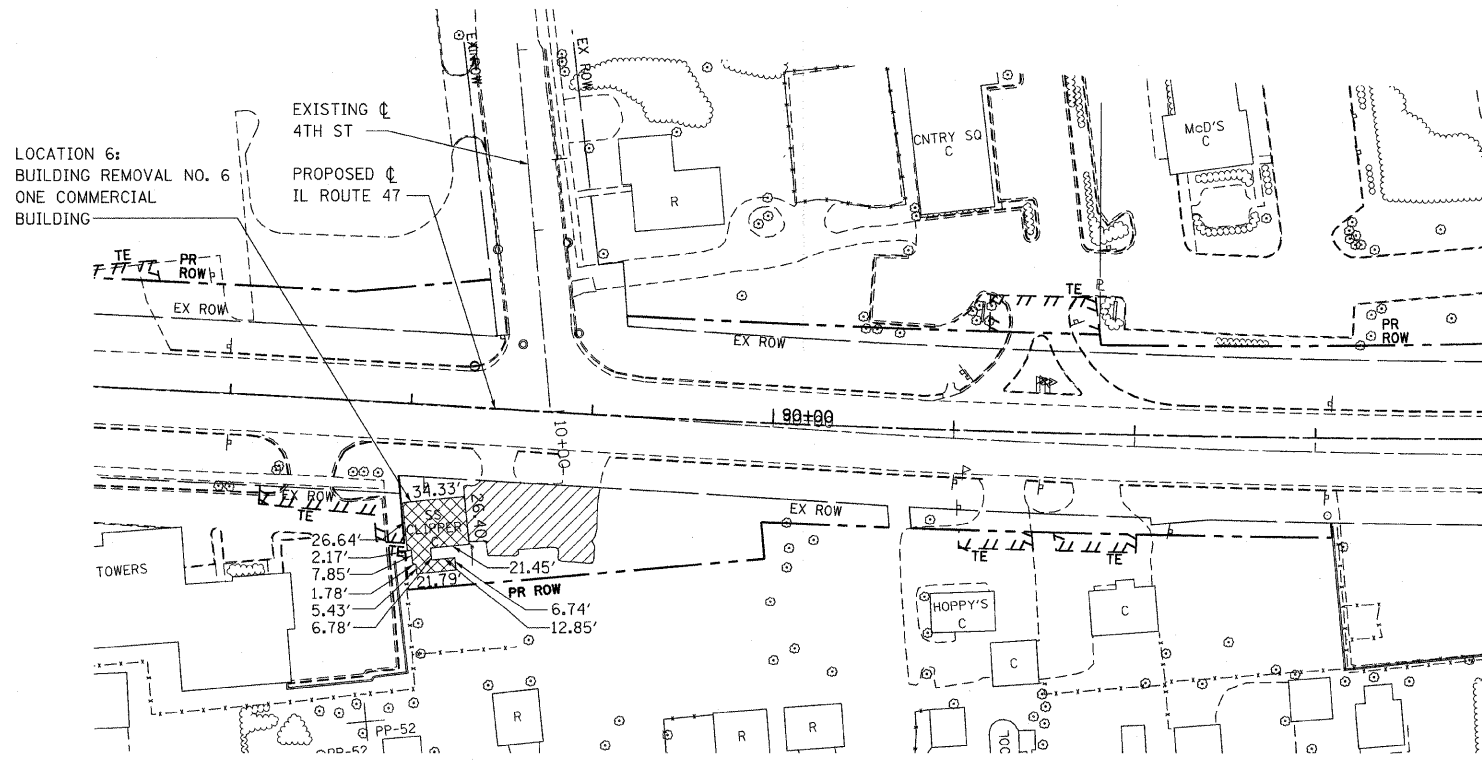 EX ROW
EX ROW
EXISTING ℄
4TH ST
PROPOSED ℄
IL ROUTE 47
LOCATION 6:
BUILDING REMOVAL NO. 6
ONE COMMERCIAL
BUILDING
CNTRY SQ
C
McD'S
C
R
TE
PR
ROW
EX ROW
TE
EX ROW
PR
ROW
90+00
10+00
EX ROW
TE
34.33'
26.40'
SS
CLIPPER
C
TE
EX ROW
26.64'
2.17'
7.85'
1.78'
5.43'
6.78'
21.79'
21.45'
6.74'
12.85'
PR ROW
TOWERS
TE
TE
HOPPY'S
C
C
C
R
R
R
PP-52
PP-52